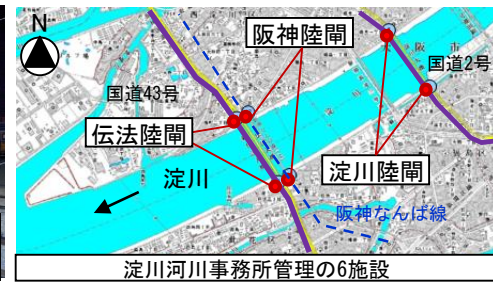 N
阪神陸閘
国道2号
国道43号
伝法陸閘
淀川
淀川陸閘
阪神なんば線
淀川河川事務所管理の6施設